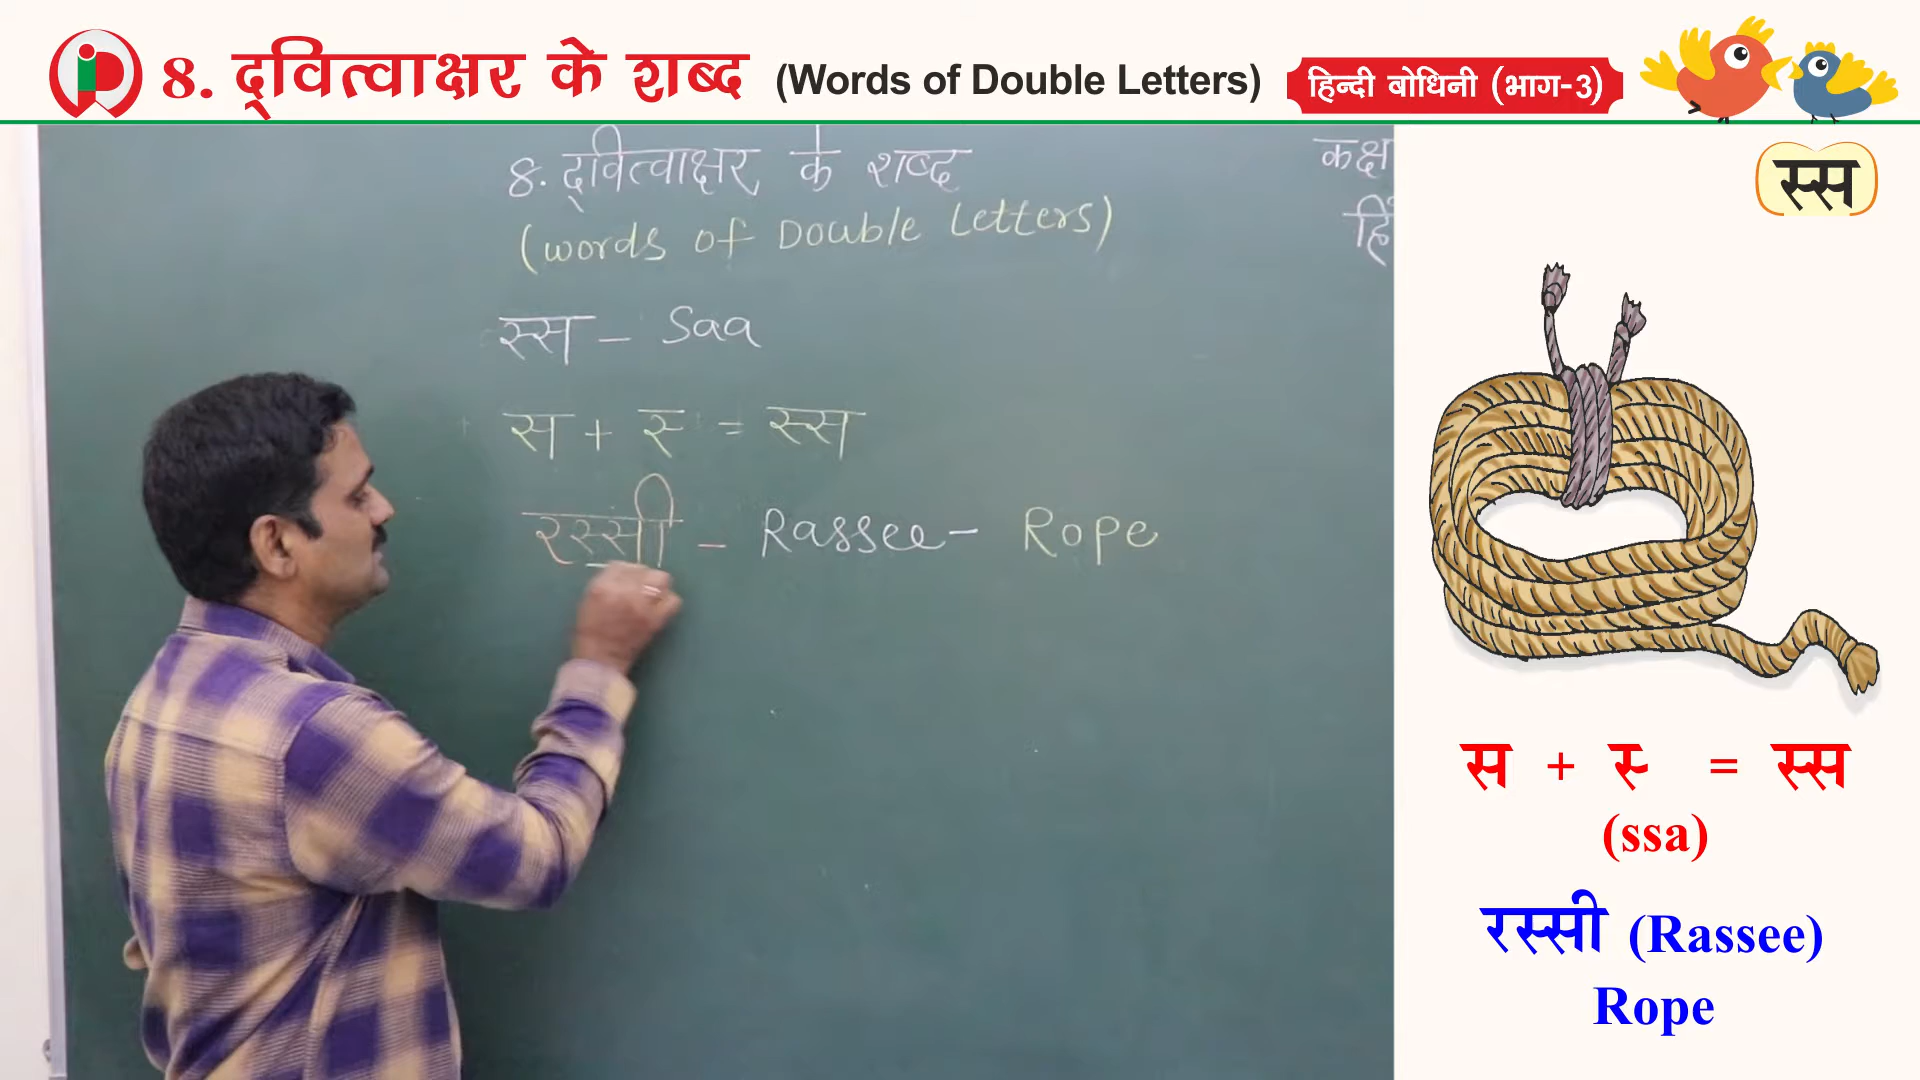 8. द्वित्वाक्षर के शब्द (Words of Double Letters) हिन्दी बोधिनी (भाग-3)
8. द्वित्वाक्षर के शब्द
(words of Double Letters)
स्स - Saa
स + स् = स्स
रस्सी - Rassee - Rope
कक्ष
हिं
स्स
स + स् = स्स
(ssa)
रस्सी (Rassee)
Rope